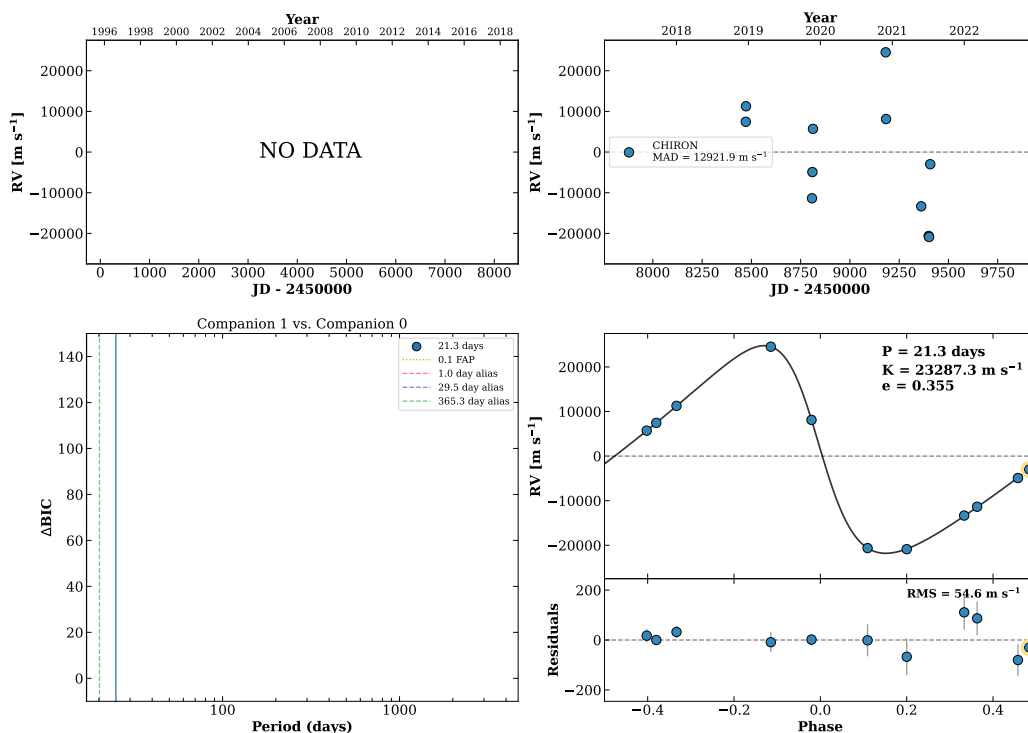 Year
1996 1998 2000 2002 2004 2006 2008 2010 2012 2014 2016 2018
20000
10000
0
−10000
−20000
RV [m s⁻¹]
NO DATA
0 1000 2000 3000 4000 5000 6000 7000 8000
JD - 2450000
Year
2018 2019 2020 2021 2022
20000
10000
0
−10000
−20000
RV [m s⁻¹]
CHIRON
MAD = 12921.9 m s⁻¹
8000 8250 8500 8750 9000 9250 9500 9750
JD - 2450000
Companion 1 vs. Companion 0
140
120
100
80
60
40
20
0
ΔBIC
21.3 days
0.1 FAP
1.0 day alias
29.5 day alias
365.3 day alias
100 1000
Period (days)
20000
10000
0
−10000
−20000
RV [m s⁻¹]
P = 21.3 days
K = 23287.3 m s⁻¹
e = 0.355
200
0
−200
Residuals
RMS = 54.6 m s⁻¹
−0.4 −0.2 0.0 0.2 0.4
Phase